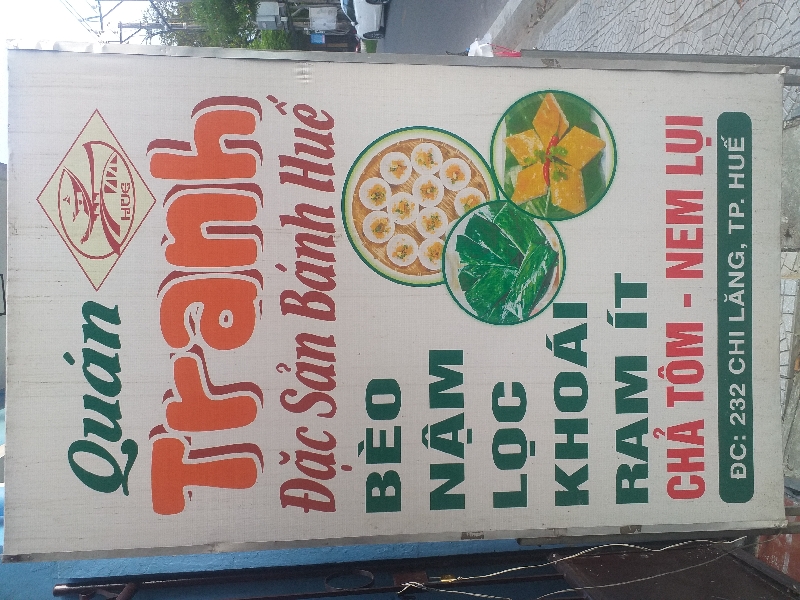 Quán
HUẾ
Tranh
Đặc Sản Bánh Huế
BÈO
NẬM
LỌC
KHOÁI
RAM ÍT
CHẢ TÔM - NEM LỤI
ĐC: 232 CHI LĂNG, TP. HUẾ